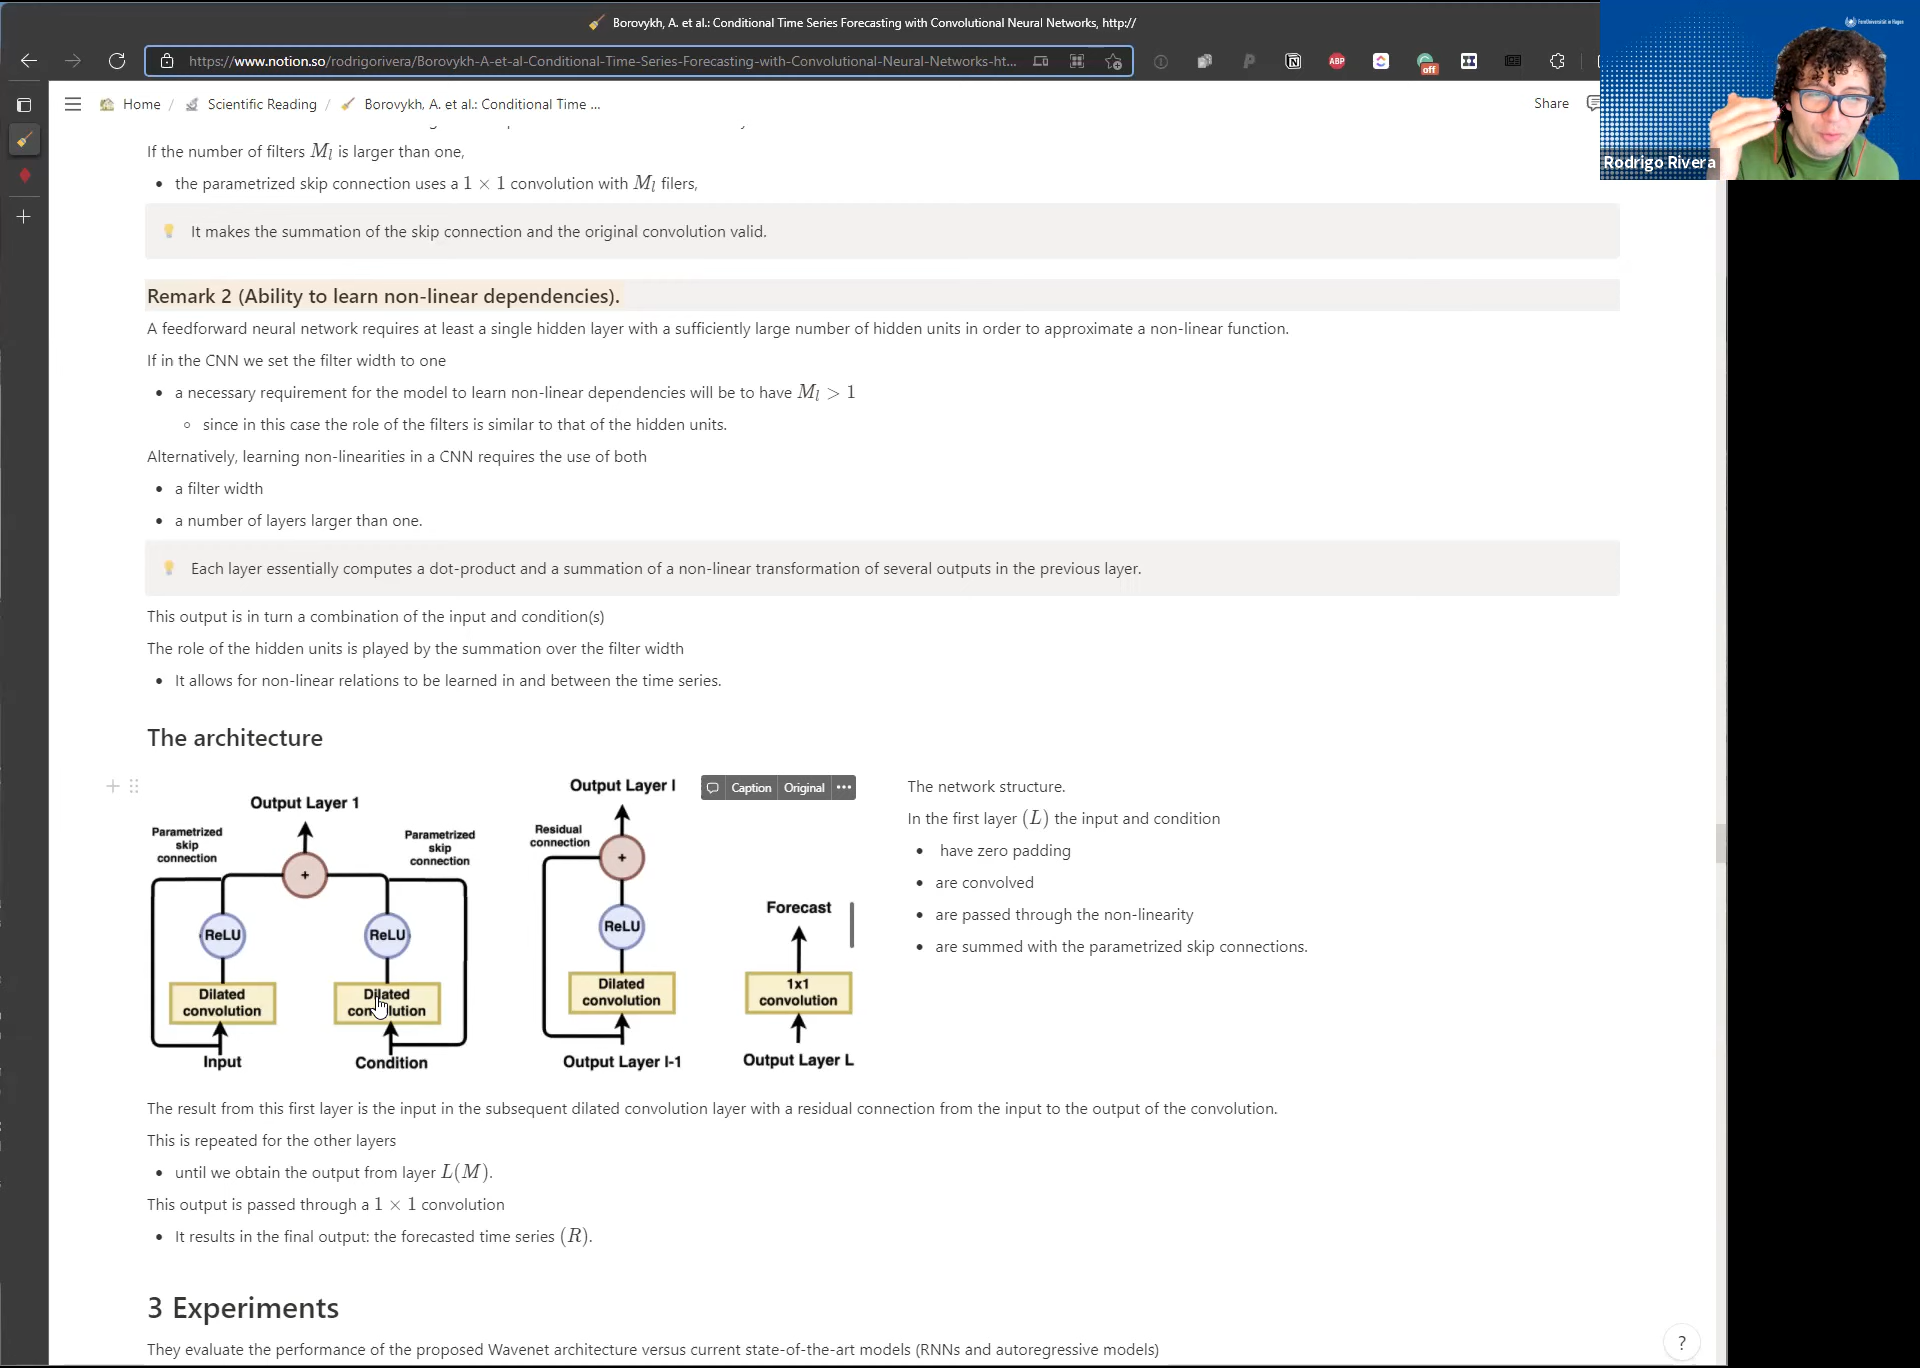 Borovykh, A. et al.: Conditional Time Series Forecasting with Convolutional Neural Networks, http://
https://www.notion.so/rodrigorivera/Borovykh-A-et-al-Conditional-Time-Series-Forecasting-with-Convolutional-Neural-Networks-ht...
ABP
off
Home / Scientific Reading / Borovykh, A. et al.: Conditional Time ...
Share
Rodrigo Rivera
If the number of filters M_l is larger than one,
• the parametrized skip connection uses a 1 × 1 convolution with M_l filers,
It makes the summation of the skip connection and the original convolution valid.
Remark 2 (Ability to learn non-linear dependencies).
A feedforward neural network requires at least a single hidden layer with a sufficiently large number of hidden units in order to approximate a non-linear function.
If in the CNN we set the filter width to one
• a necessary requirement for the model to learn non-linear dependencies will be to have M_l > 1
◦ since in this case the role of the filters is similar to that of the hidden units.
Alternatively, learning non-linearities in a CNN requires the use of both
• a filter width
• a number of layers larger than one.
Each layer essentially computes a dot-product and a summation of a non-linear transformation of several outputs in the previous layer.
This output is in turn a combination of the input and condition(s)
The role of the hidden units is played by the summation over the filter width
• It allows for non-linear relations to be learned in and between the time series.
The architecture
Output Layer 1
Parametrized
skip
connection
Parametrized
skip
connection
+
ReLU
ReLU
Dilated
convolution
Dilated
convolution
Input
Condition
Output Layer l
Residual
connection
+
ReLU
Dilated
convolution
Output Layer l-1
Caption
Original
•••
Forecast
1x1
convolution
Output Layer L
The network structure.
In the first layer (L) the input and condition
• have zero padding
• are convolved
• are passed through the non-linearity
• are summed with the parametrized skip connections.
The result from this first layer is the input in the subsequent dilated convolution layer with a residual connection from the input to the output of the convolution.
This is repeated for the other layers
• until we obtain the output from layer L(M).
This output is passed through a 1 × 1 convolution
• It results in the final output: the forecasted time series (R).
3 Experiments
They evaluate the performance of the proposed Wavenet architecture versus current state-of-the-art models (RNNs and autoregressive models)
?